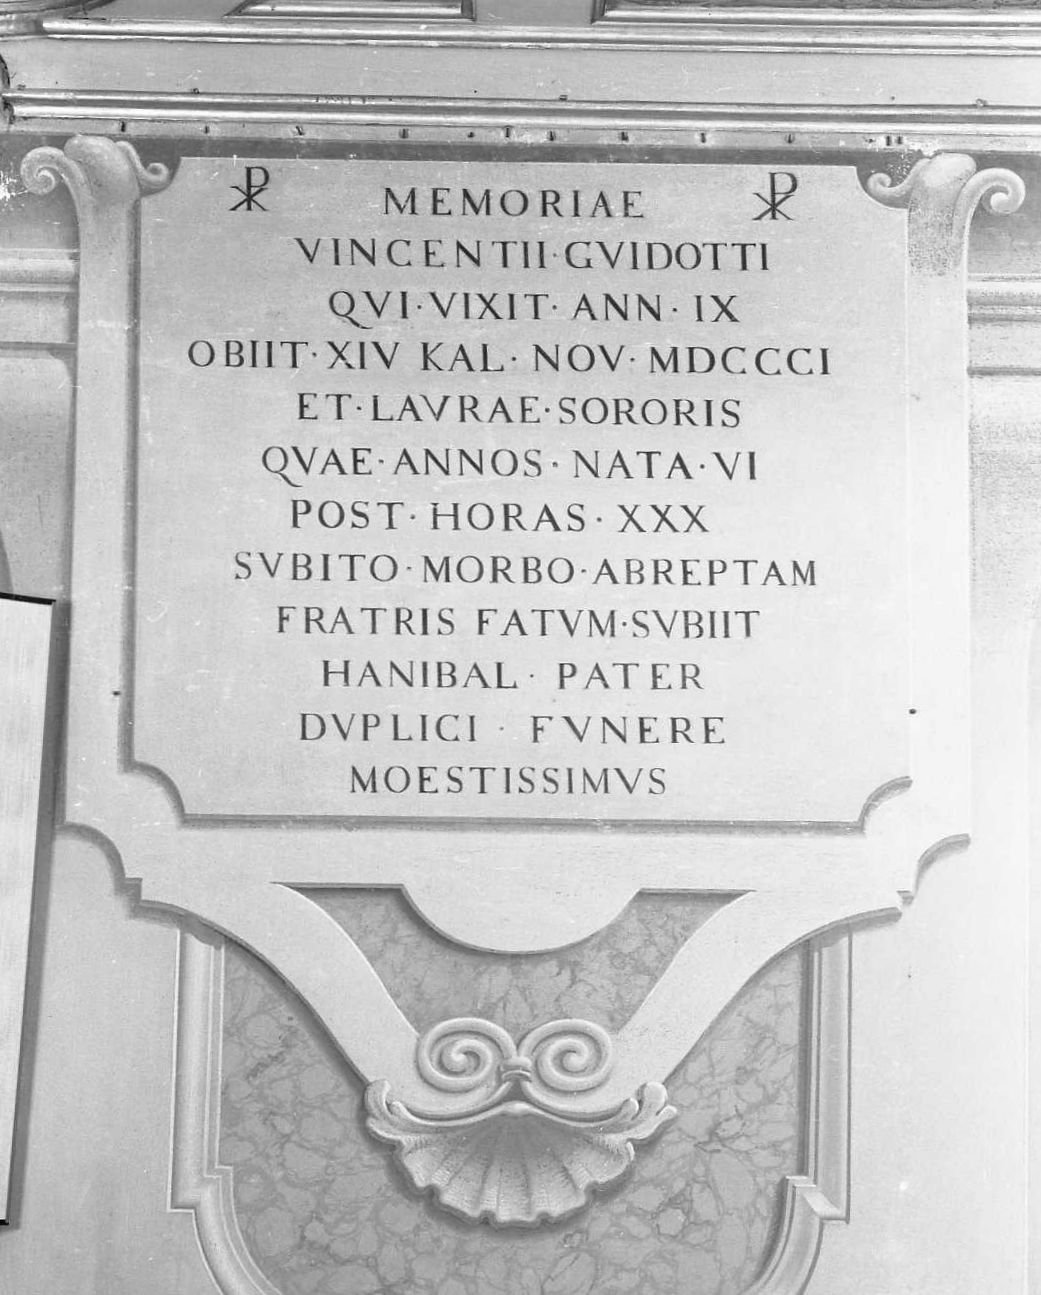 ☧ MEMORIAE ☧
VINCENTII·GVIDOTTI
QVI·VIXIT·ANN·IX
OBIIT·XIV KAL·NOV·MDCCCI
ET·LAVRAE·SORORIS
QVAE·ANNOS·NATA·VI
POST·HORAS·XXX
SVBITO·MORBO·ABREPTAM
FRATRIS FATVM·SVBIIT
HANIBAL·PATER
DVPLICI·FVNERE
MOESTISSIMVS